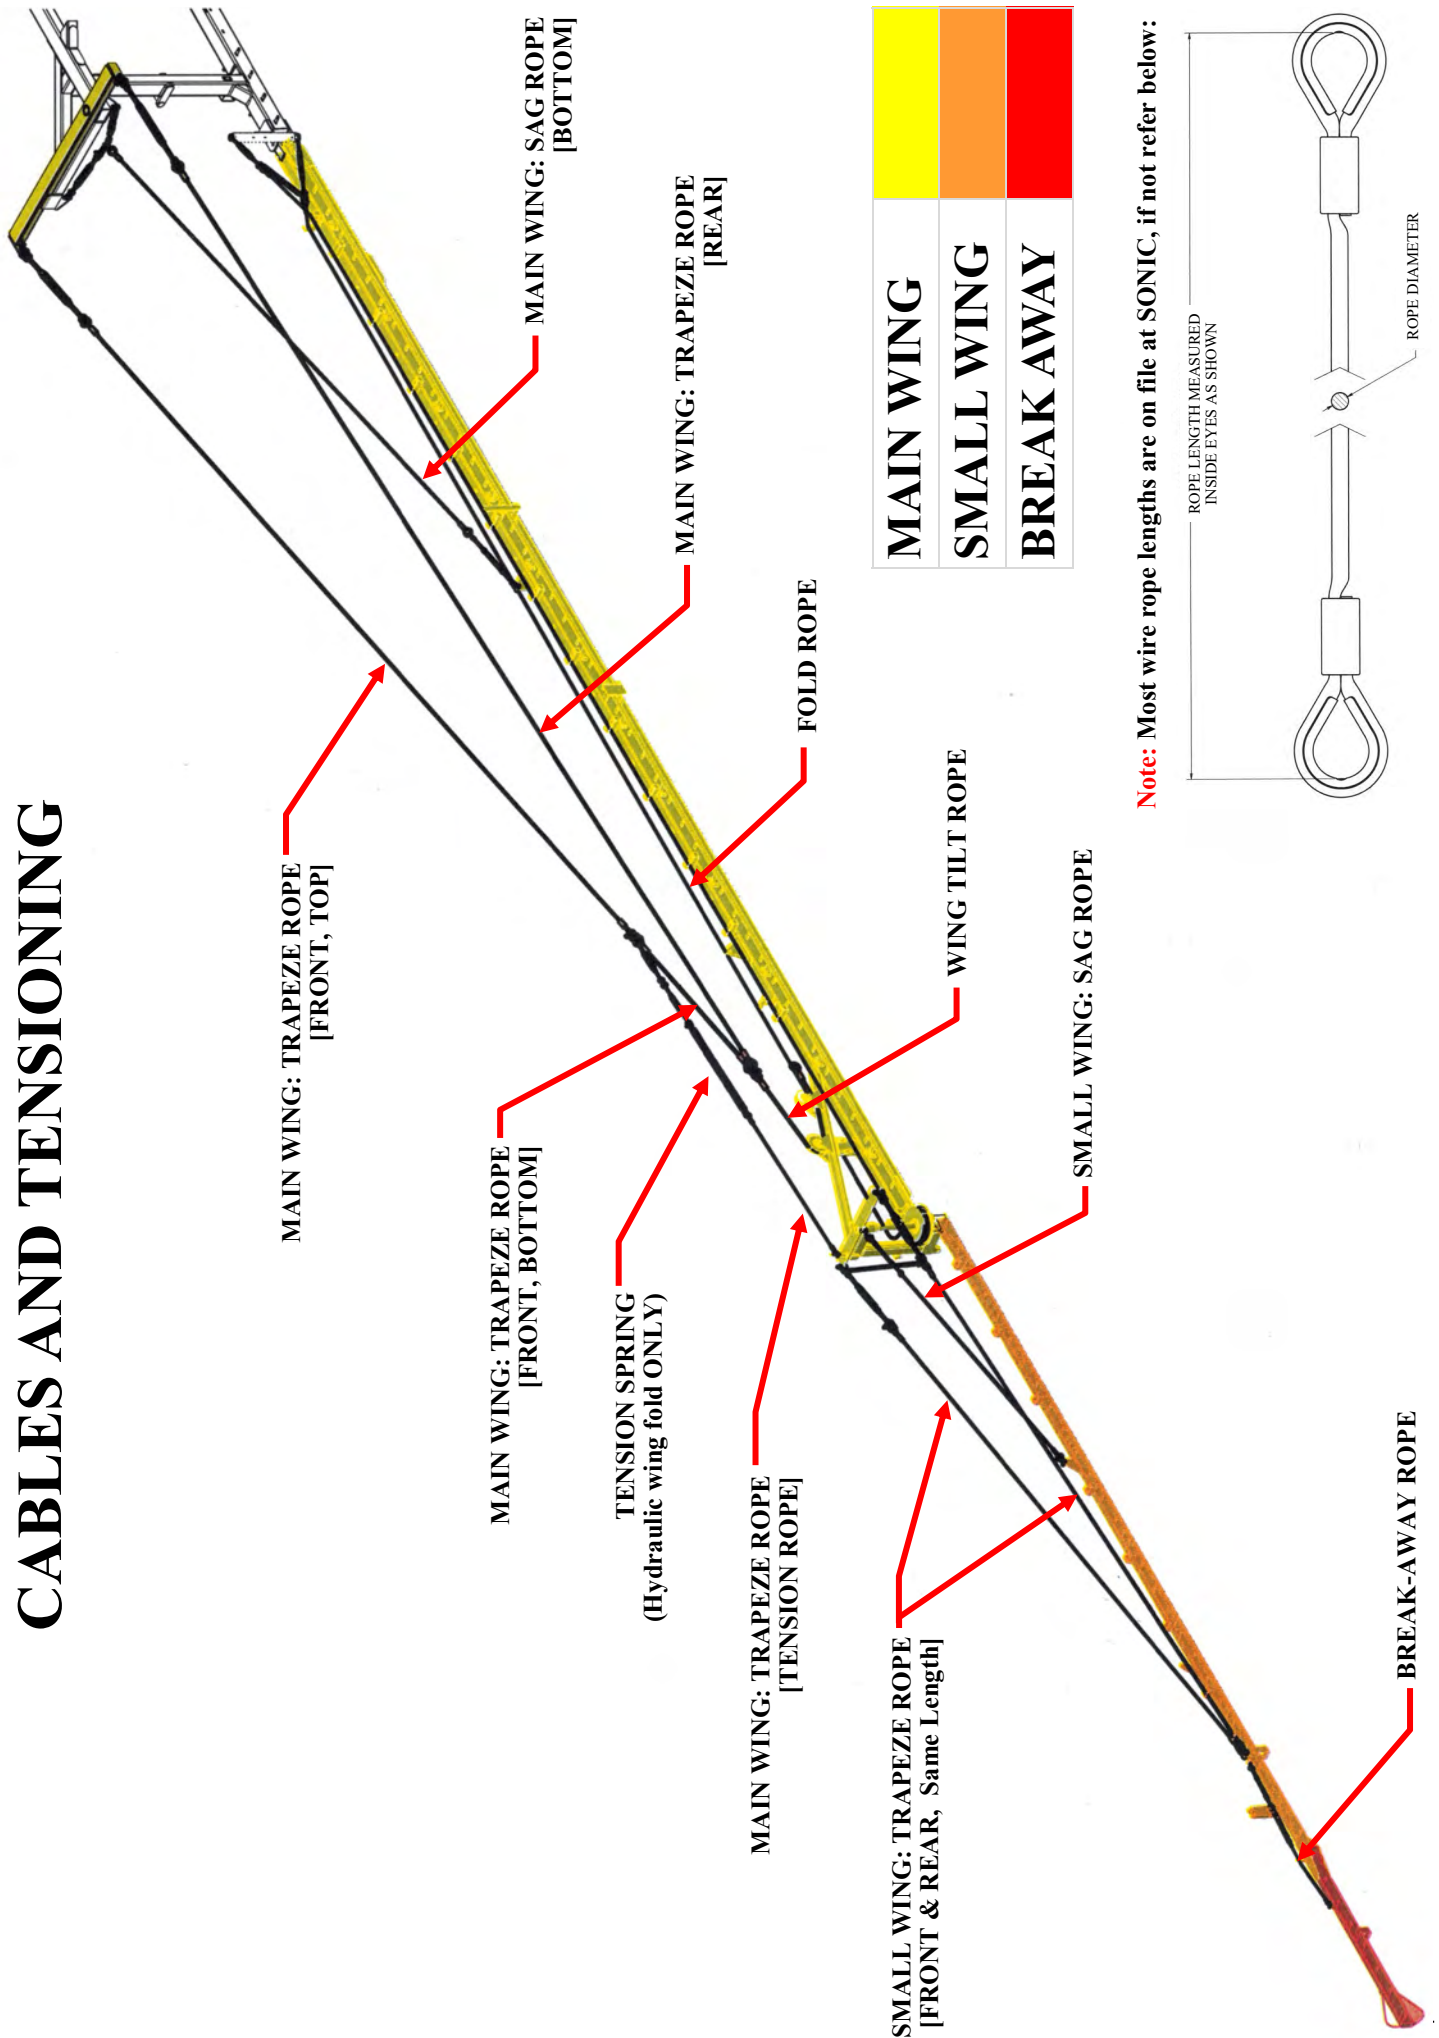 CABLES AND TENSIONING
MAIN WING: TRAPEZE ROPE
[FRONT, TOP]
MAIN WING: SAG ROPE
[BOTTOM]
MAIN WING: TRAPEZE ROPE
[REAR]
MAIN WING: TRAPEZE ROPE
[FRONT, BOTTOM]
TENSION SPRING
(Hydraulic wing fold ONLY)
FOLD ROPE
MAIN WING: TRAPEZE ROPE
[TENSION ROPE]
WING TILT ROPE
SMALL WING: TRAPEZE ROPE
[FRONT & REAR, Same Length]
SMALL WING: SAG ROPE
BREAK-AWAY ROPE
MAIN WING
SMALL WING
BREAK AWAY
Note: Most wire rope lengths are on file at SONIC, if not refer below:
ROPE LENGTH MEASURED
INSIDE EYES AS SHOWN
ROPE DIAMETER